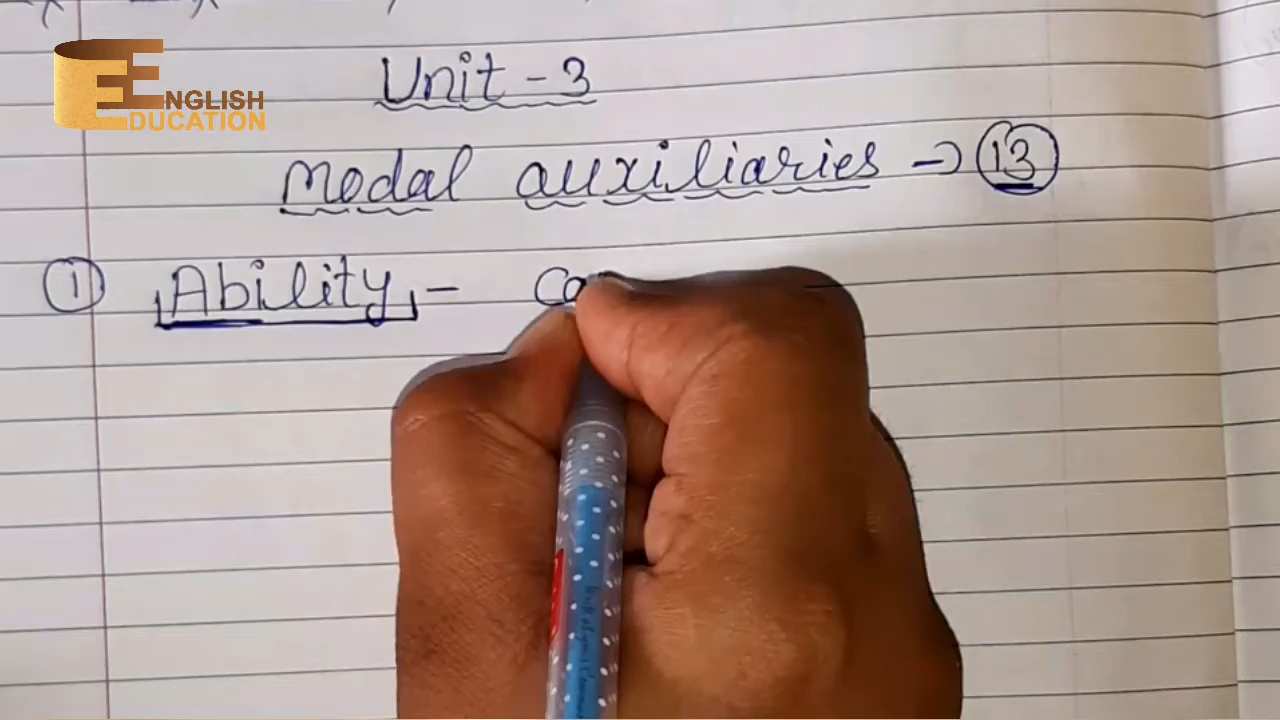 ENGLISH
EDUCATION
Unit - 3
Modal auxiliaries → 13
① Ability -